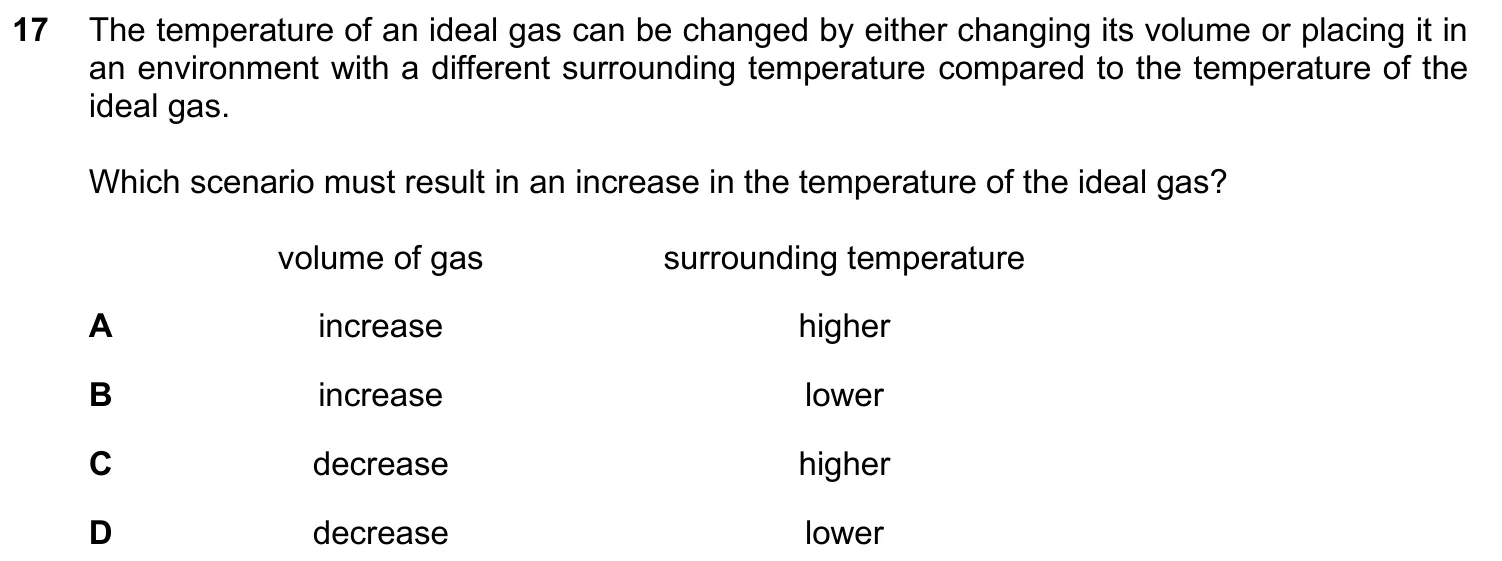 17 The temperature of an ideal gas can be changed by either changing its volume or placing it in
an environment with a different surrounding temperature compared to the temperature of the
ideal gas.
Which scenario must result in an increase in the temperature of the ideal gas?
volume of gas surrounding temperature
A increase higher
B increase lower
C decrease higher
D decrease lower